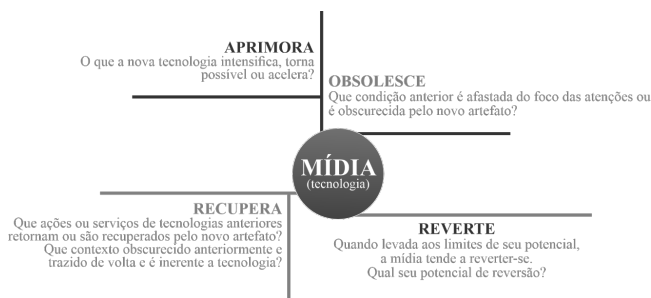 APRIMORA
O que a nova tecnologia intensifica, torna
possível ou acelera?
OBSOLESCE
Que condição anterior é afastada do foco das atenções ou
é obscurecida pelo novo artefato?
MÍDIA
(tecnologia)
RECUPERA
Que ações ou serviços de tecnologias anteriores
retornam ou são recuperados pelo novo artefato?
Que contexto obscurecido anteriormente e
trazido de volta e é inerente a tecnologia?
REVERTE
Quando levada aos limites de seu potencial,
a mídia tende a reverter-se.
Qual seu potencial de reversão?